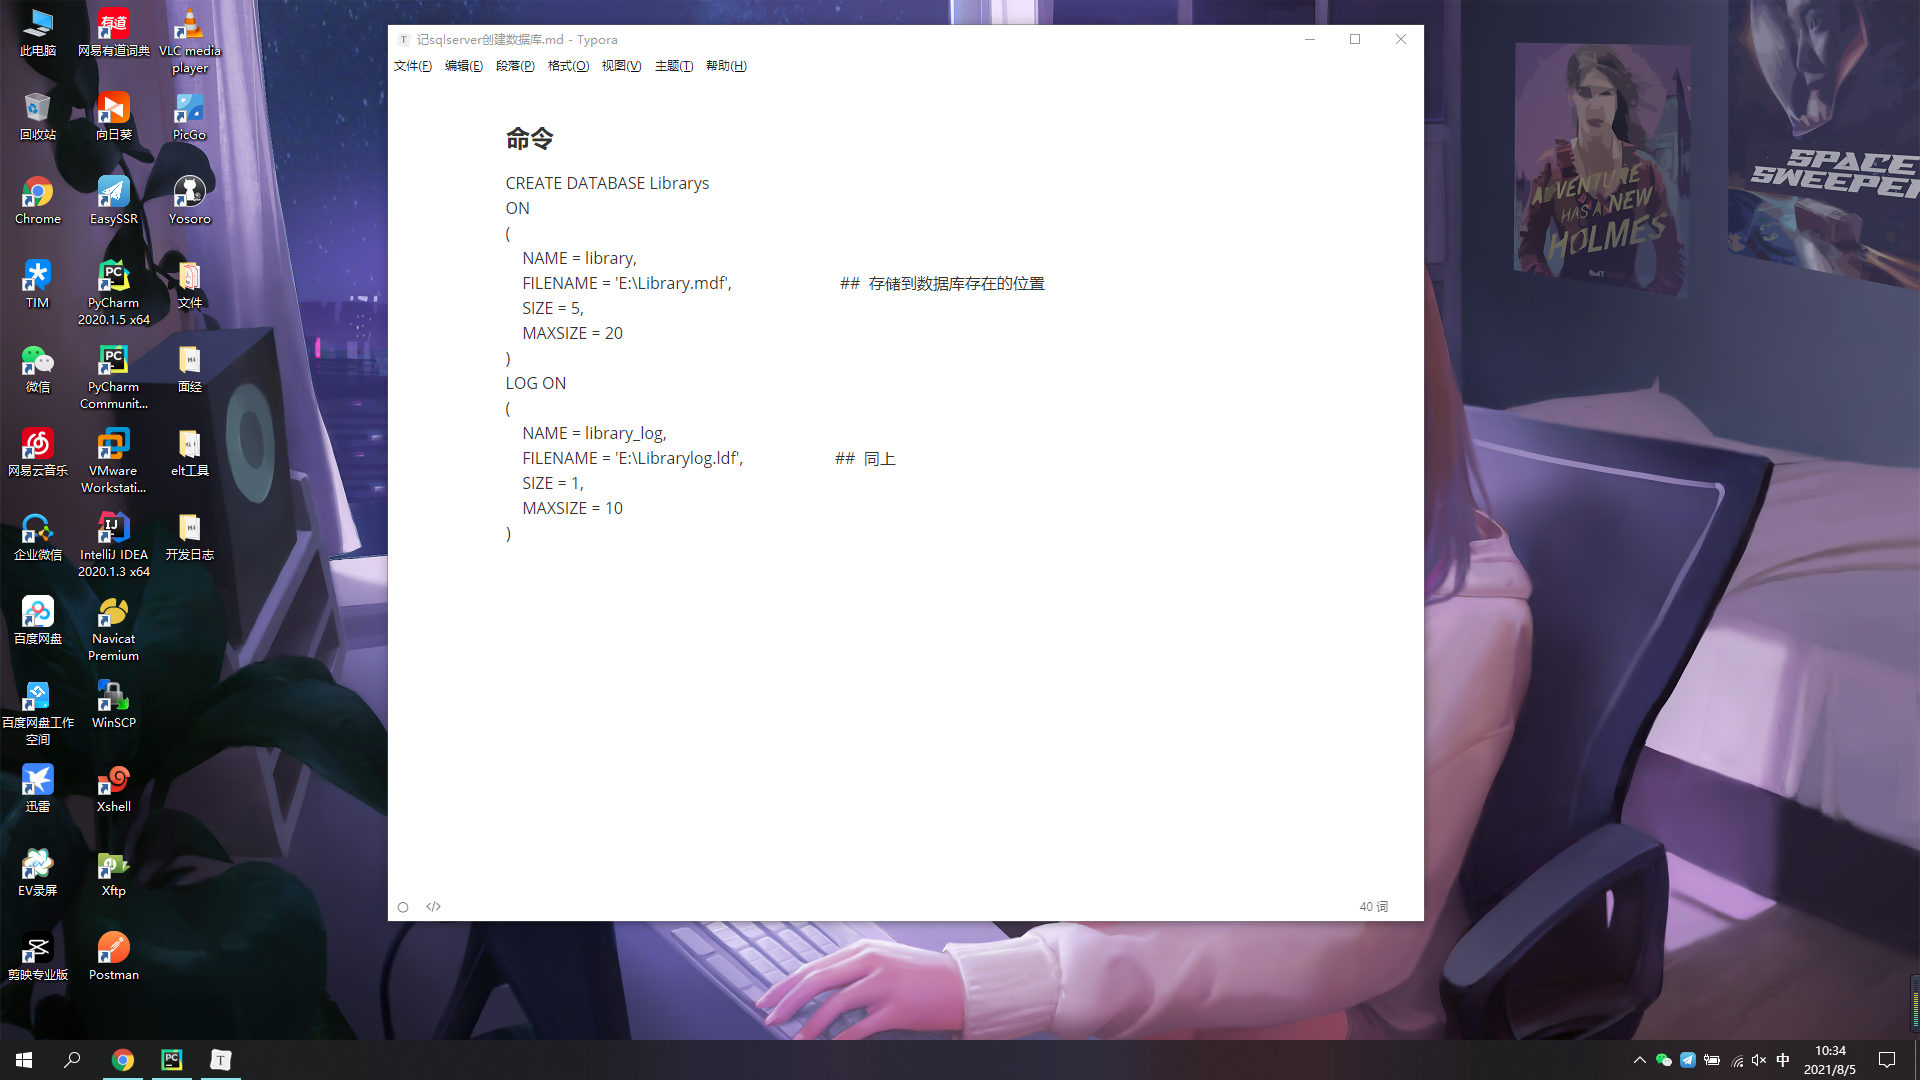 记sqlserver创建数据库.md - Typora
文件(F) 编辑(E) 段落(P) 格式(O) 视图(V) 主题(T) 帮助(H)
命令
CREATE DATABASE Librarys
ON
(
NAME = library,
FILENAME = 'E:\Library.mdf', ## 存储到数据库存在的位置
SIZE = 5,
MAXSIZE = 20
)
LOG ON
(
NAME = library_log,
FILENAME = 'E:\Librarylog.ldf', ## 同上
SIZE = 1,
MAXSIZE = 10
)
</>
40 词
此电脑
有道
网易有道词典
VLC media
player
回收站
向日葵
PicGo
Chrome
EasySSR
Yosoro
TIM
PC
PyCharm
2020.1.5 x64
文件
微信
PC
PyCharm
Communit...
面经
网易云音乐
VMware
Workstati...
elt工具
企业微信
IJ
IntelliJ IDEA
2020.1.3 x64
开发日志
百度网盘
Navicat
Premium
百度网盘工作
空间
WinSCP
迅雷
Xshell
EV录屏
Xftp
剪映专业版
Postman
ADVENTURE
HAS A NEW
HOLMES
SPACE
SWEEPER
PC
T
中
10:34
2021/8/5